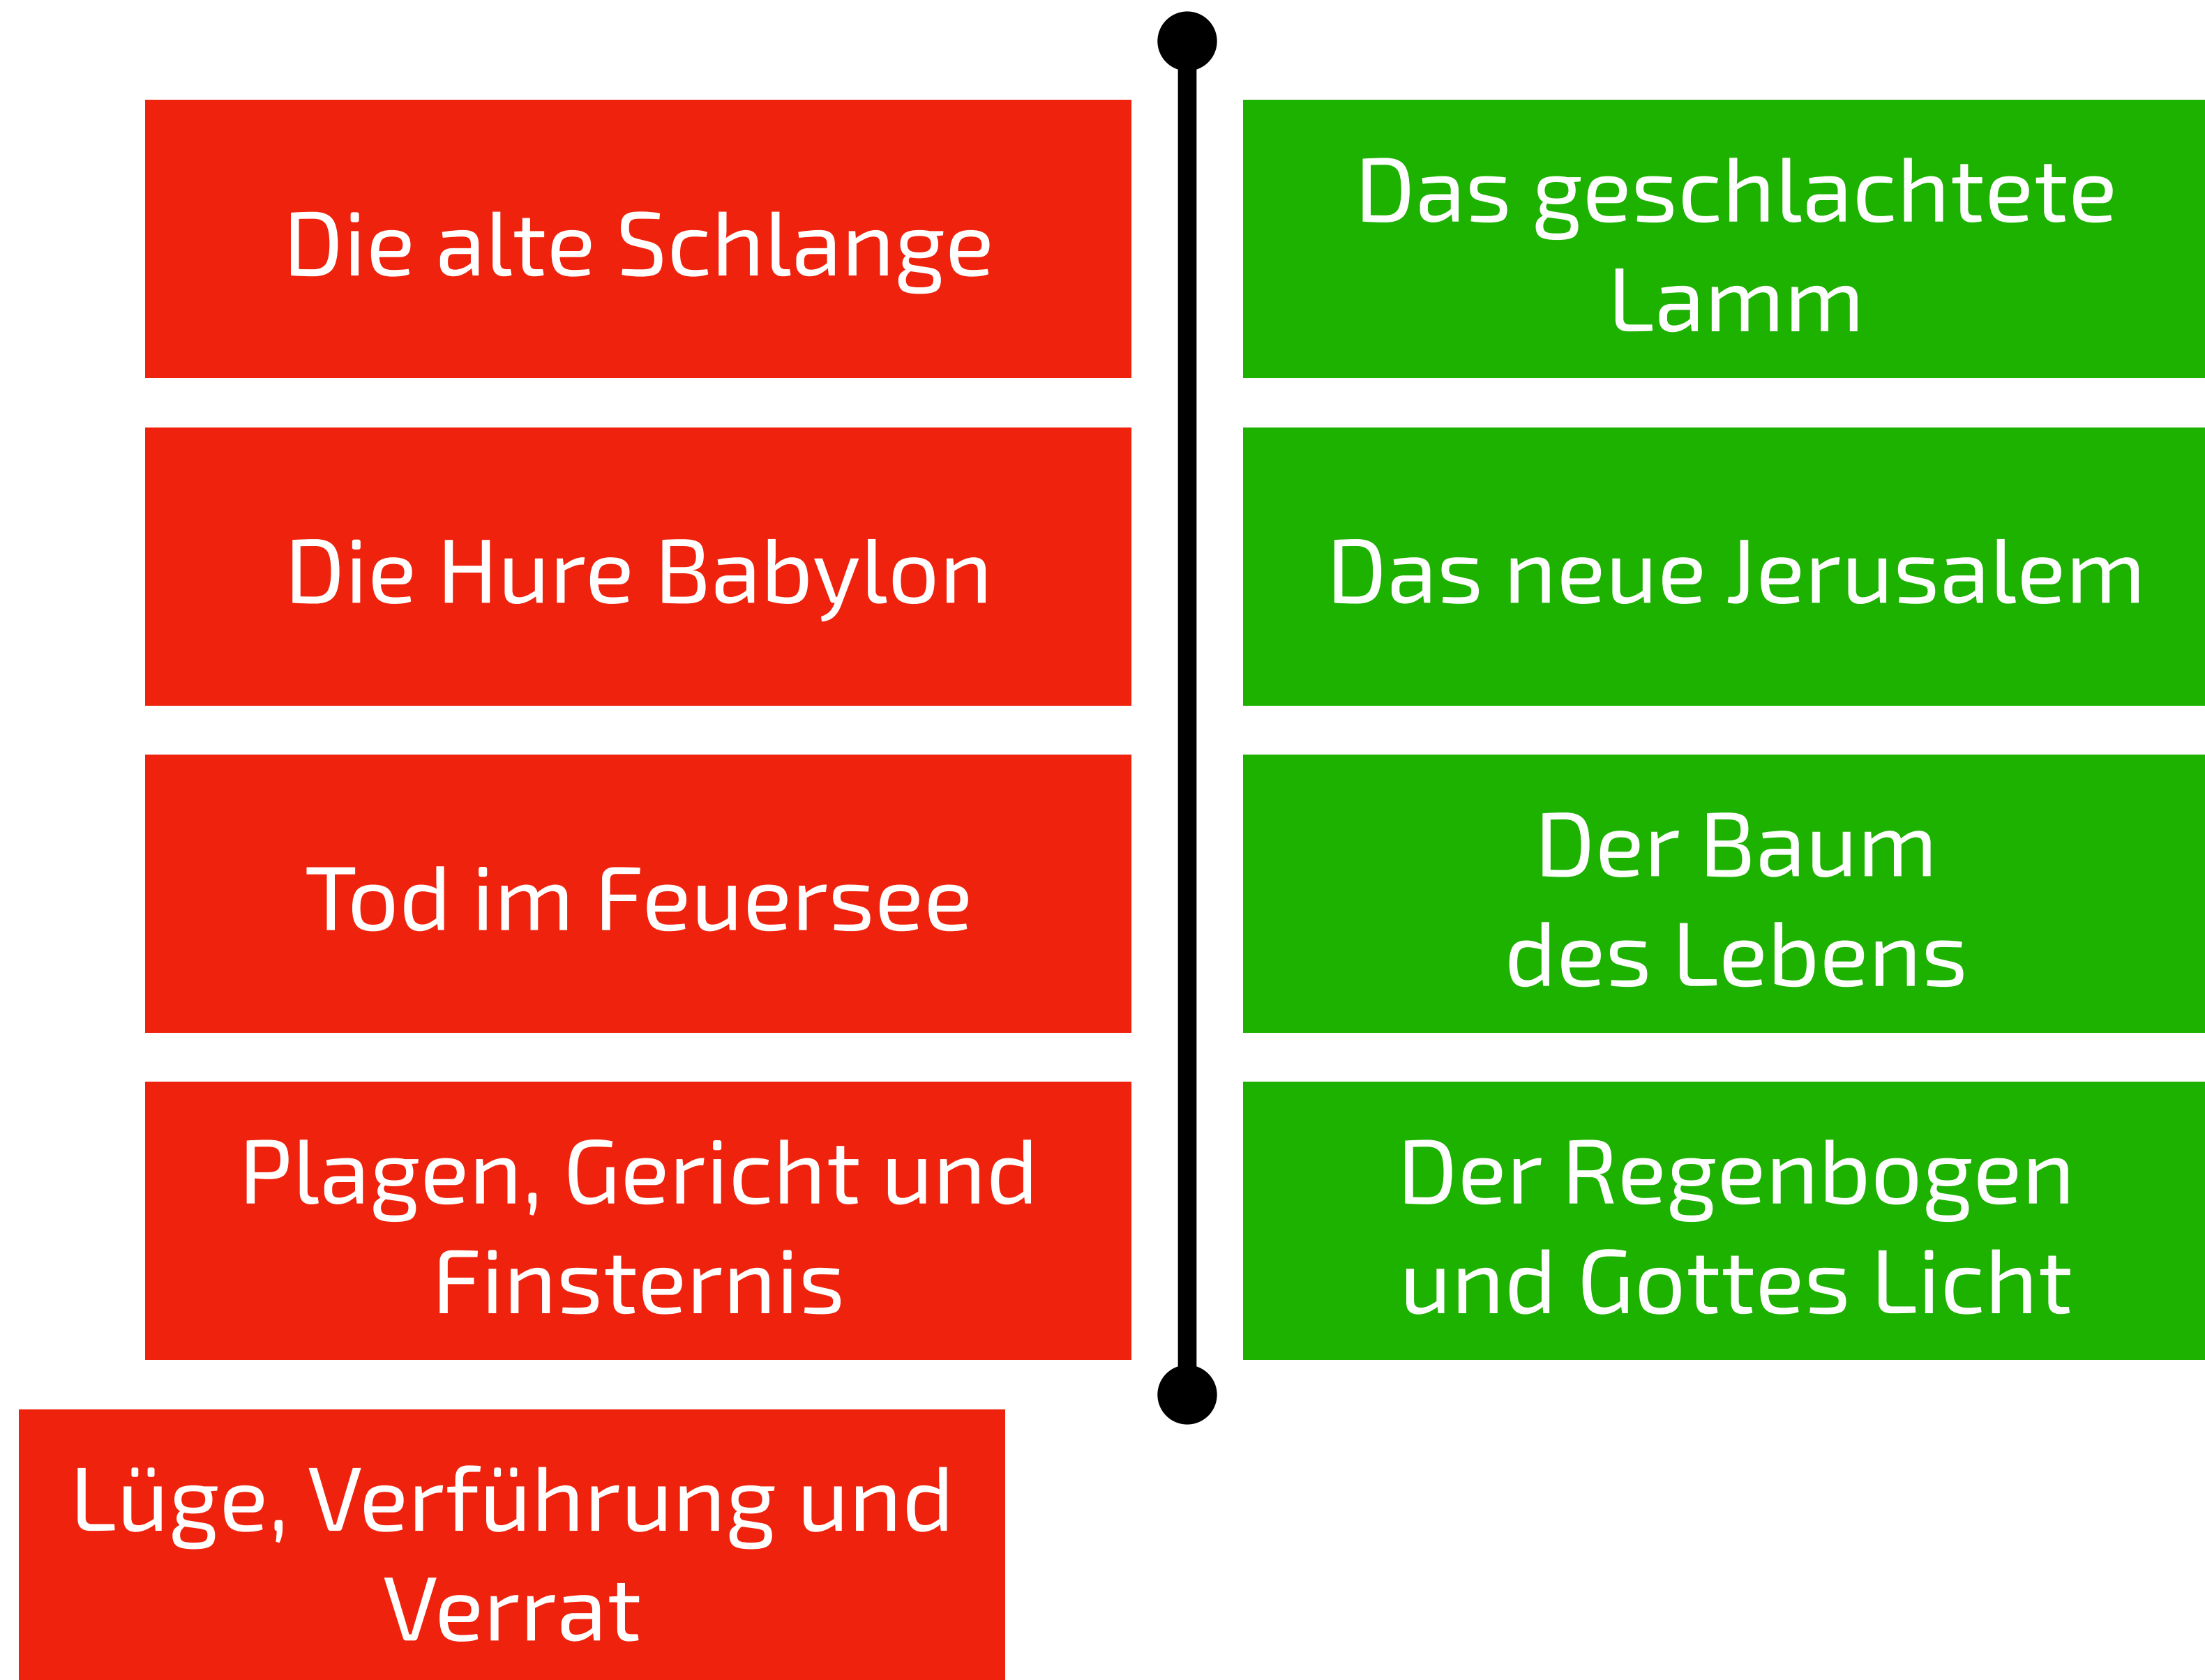 Die alte Schlange
Das geschlachtete
Lamm
Die Hure Babylon
Das neue Jerusalem
Tod im Feuersee
Der Baum
des Lebens
Plagen, Gericht und
Finsternis
Der Regenbogen
und Gottes Licht
Lüge, Verführung und
Verrat